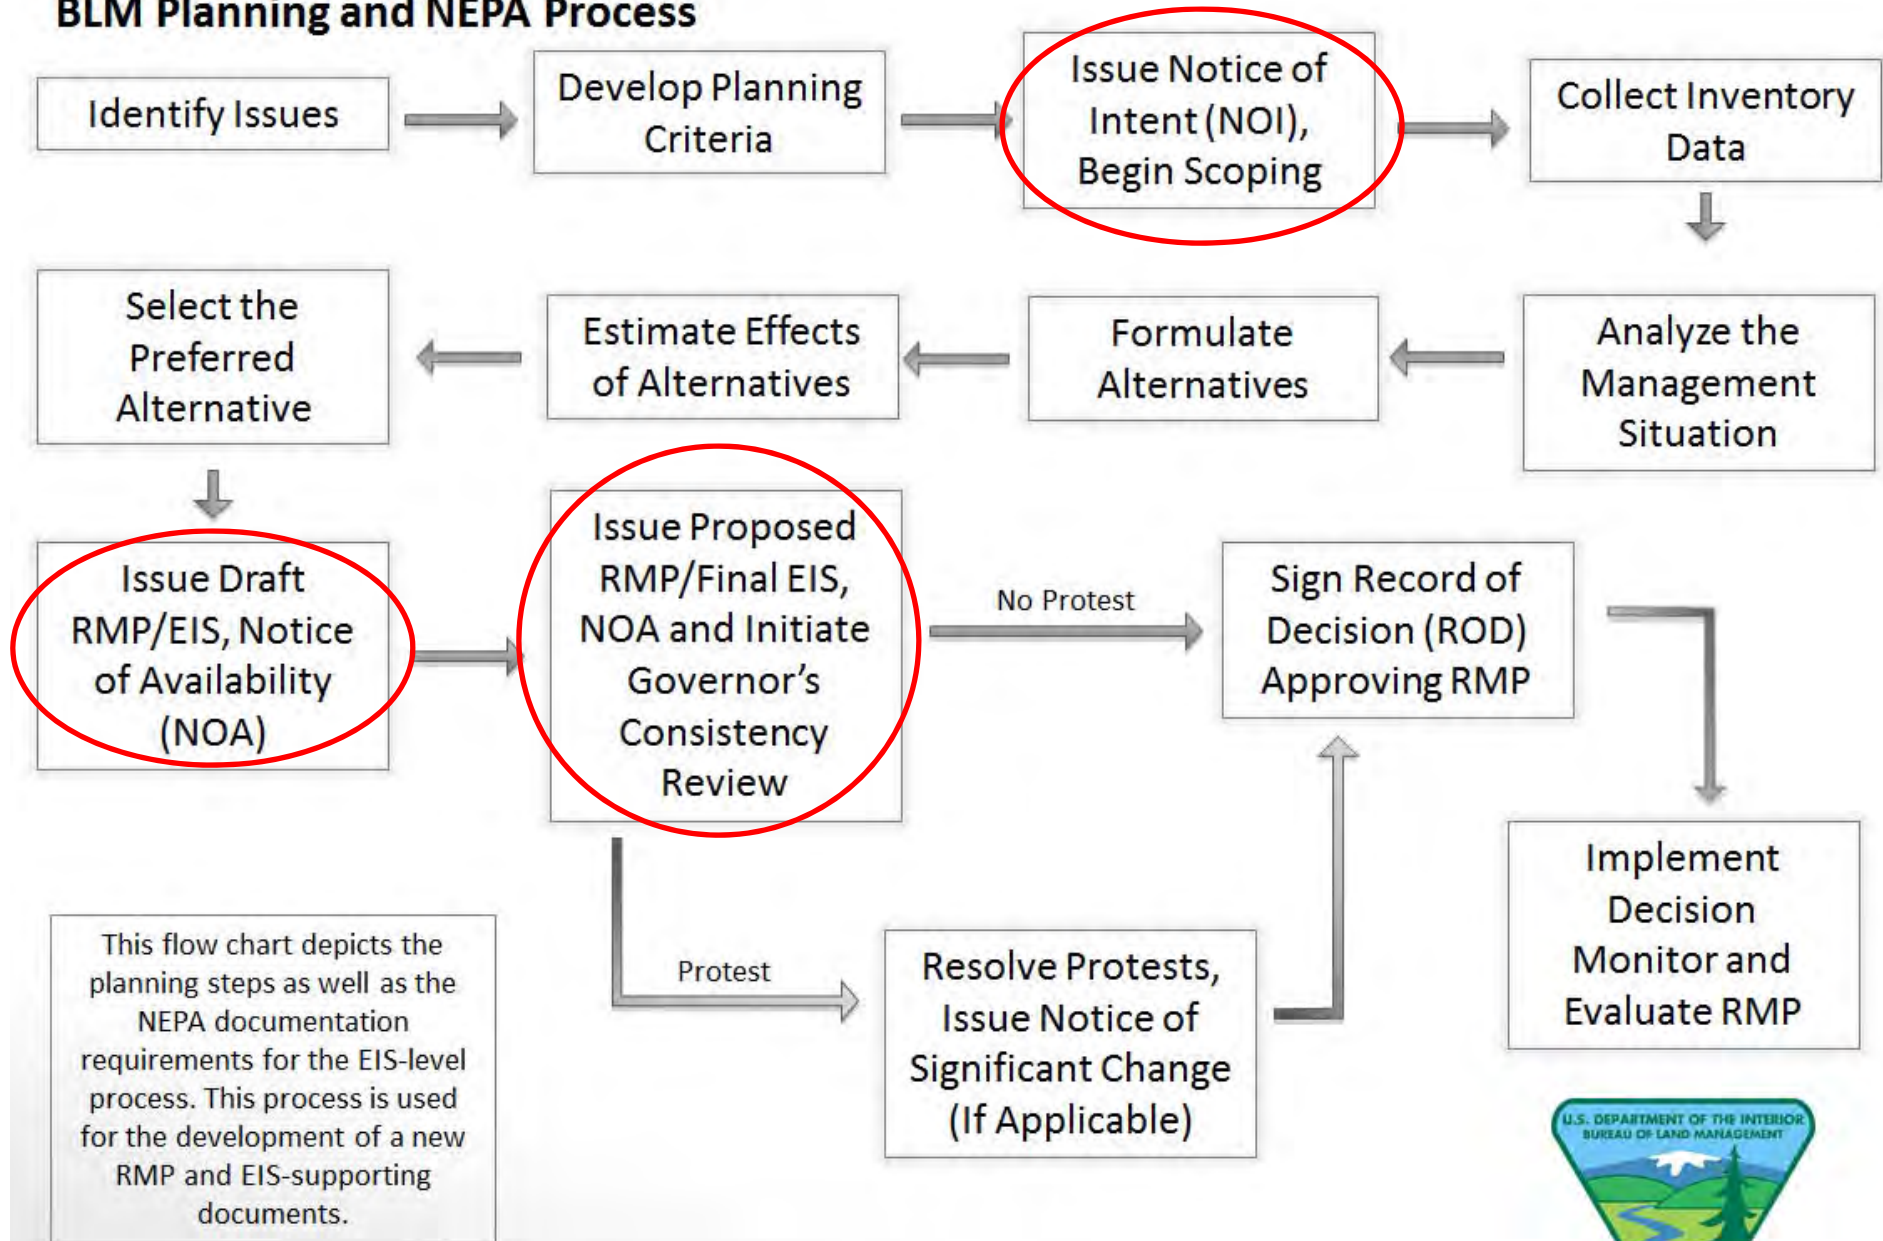 BLM Planning and NEPA Process
Identify Issues
Develop Planning
Criteria
Issue Notice of
Intent (NOI),
Begin Scoping
Collect Inventory
Data
Select the
Preferred
Alternative
Estimate Effects
of Alternatives
Formulate
Alternatives
Analyze the
Management
Situation
Issue Draft
RMP/EIS, Notice
of Availability
(NOA)
Issue Proposed
RMP/Final EIS,
NOA and Initiate
Governor's
Consistency
Review
No Protest
Sign Record of
Decision (ROD)
Approving RMP
Protest
Resolve Protests,
Issue Notice of
Significant Change
(If Applicable)
Implement
Decision
Monitor and
Evaluate RMP
This flow chart depicts the
planning steps as well as the
NEPA documentation
requirements for the EIS-level
process. This process is used
for the development of a new
RMP and EIS-supporting
documents.
U.S. DEPARTMENT OF THE INTERIOR
BUREAU OF LAND MANAGEMENT